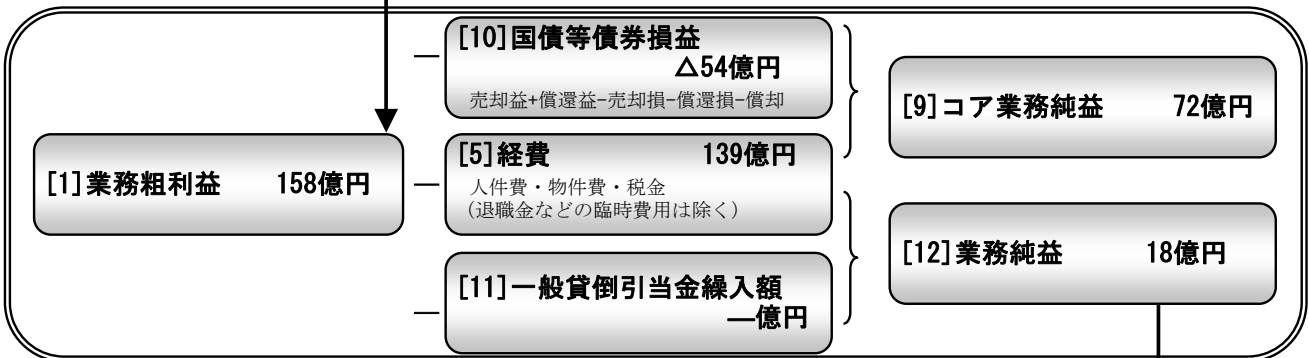 [10]国債等債券損益
△54億円
売却益+償還益-売却損-償還損-償却
[9]コア業務純益 72億円
[1]業務粗利益 158億円
[5]経費 139億円
人件費・物件費・税金
(退職金などの臨時費用は除く)
[12]業務純益 18億円
[11]一般貸倒引当金繰入額
―億円